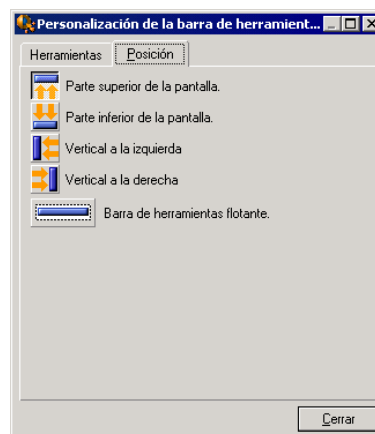 Personalización de la barra de herramient...
Herramientas
Posición
Parte superior de la pantalla.
Parte inferior de la pantalla.
Vertical a la izquierda
Vertical a la derecha
Barra de herramientas flotante.
Cerrar